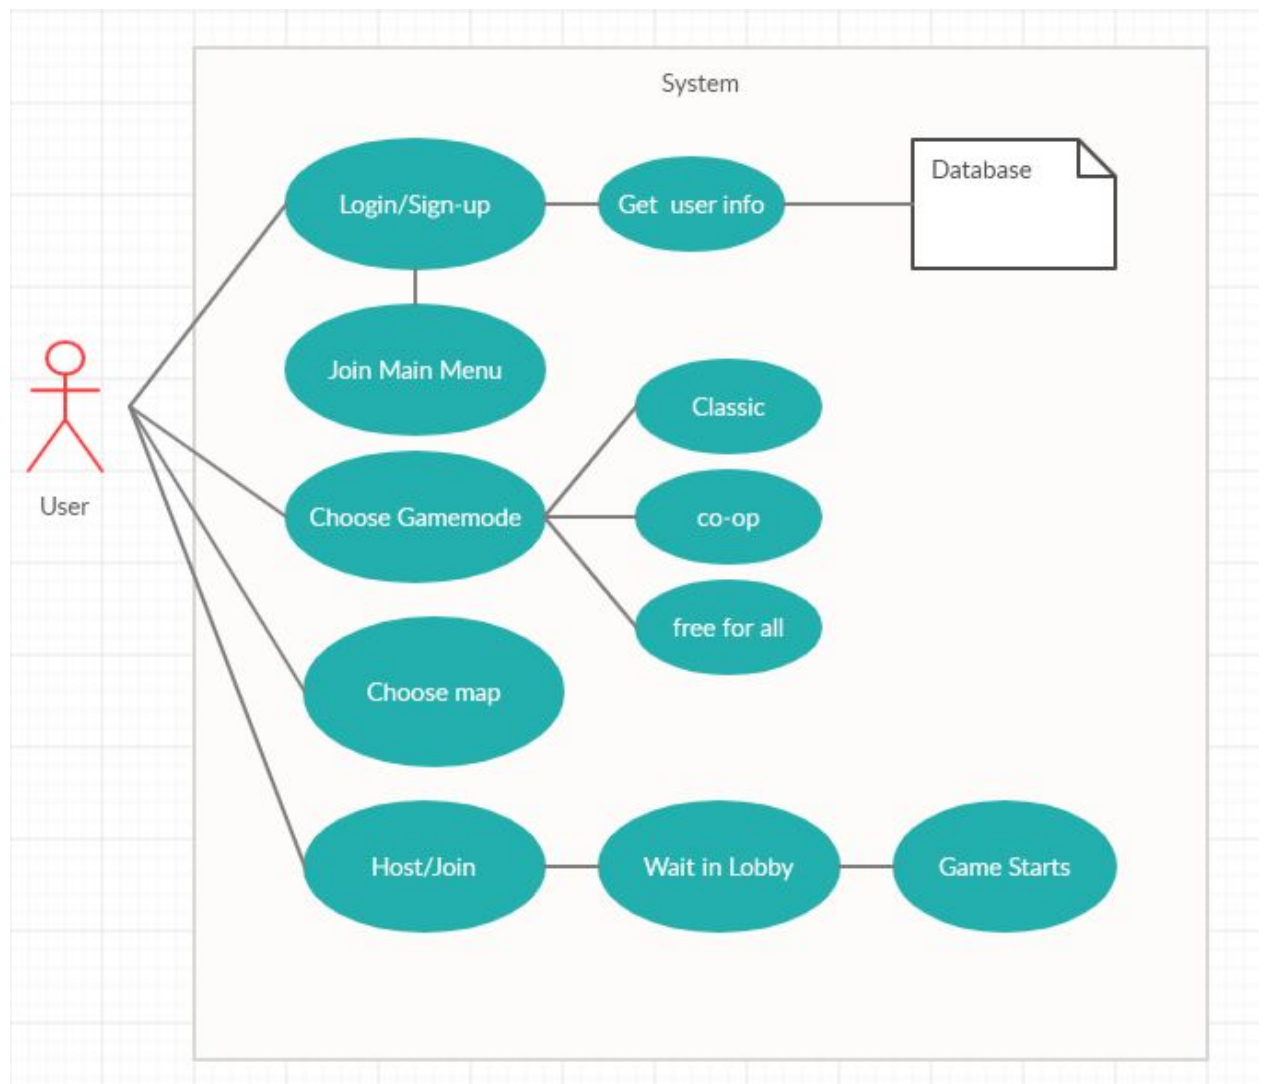 System
Login/Sign-up
Get  user info
Database
Join Main Menu
Classic
User
Choose Gamemode
co-op
free for all
Choose map
Host/Join
Wait in Lobby
Game Starts